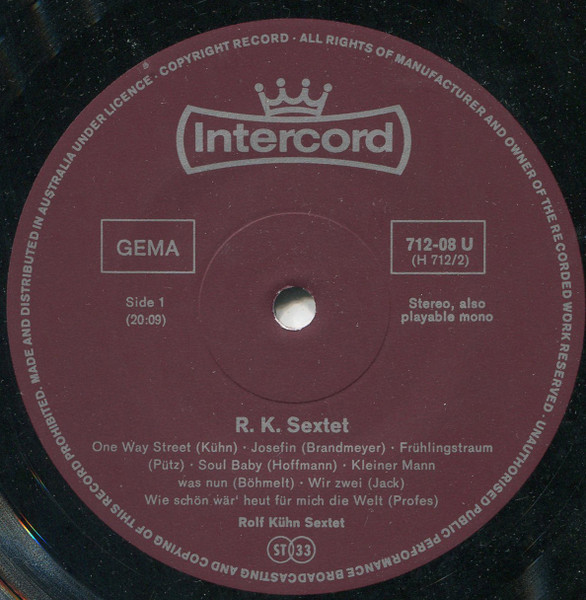 MADE AND DISTRIBUTED IN AUSTRALIA UNDER LICENCE · COPYRIGHT RECORD · ALL RIGHTS OF MANUFACTURER AND OWNER OF THE RECORDED WORK RESERVED · UNAUTHORISED PUBLIC PERFORMANCE BROADCASTING AND COPYING OF THIS RECORD PROHIBITED ·
Intercord
GEMA
712-08 U
(H 712/2)
Side 1
(20:09)
Stereo, also
playable mono
R. K. Sextet
One Way Street (Kühn) · Josefin (Brandmeyer) · Frühlingstraum
(Pütz) · Soul Baby (Hoffmann) · Kleiner Mann
was nun (Böhmelt) · Wir zwei (Jack)
Wie schön wär' heut für mich die Welt (Profes)
Rolf Kühn Sextet
ST 33